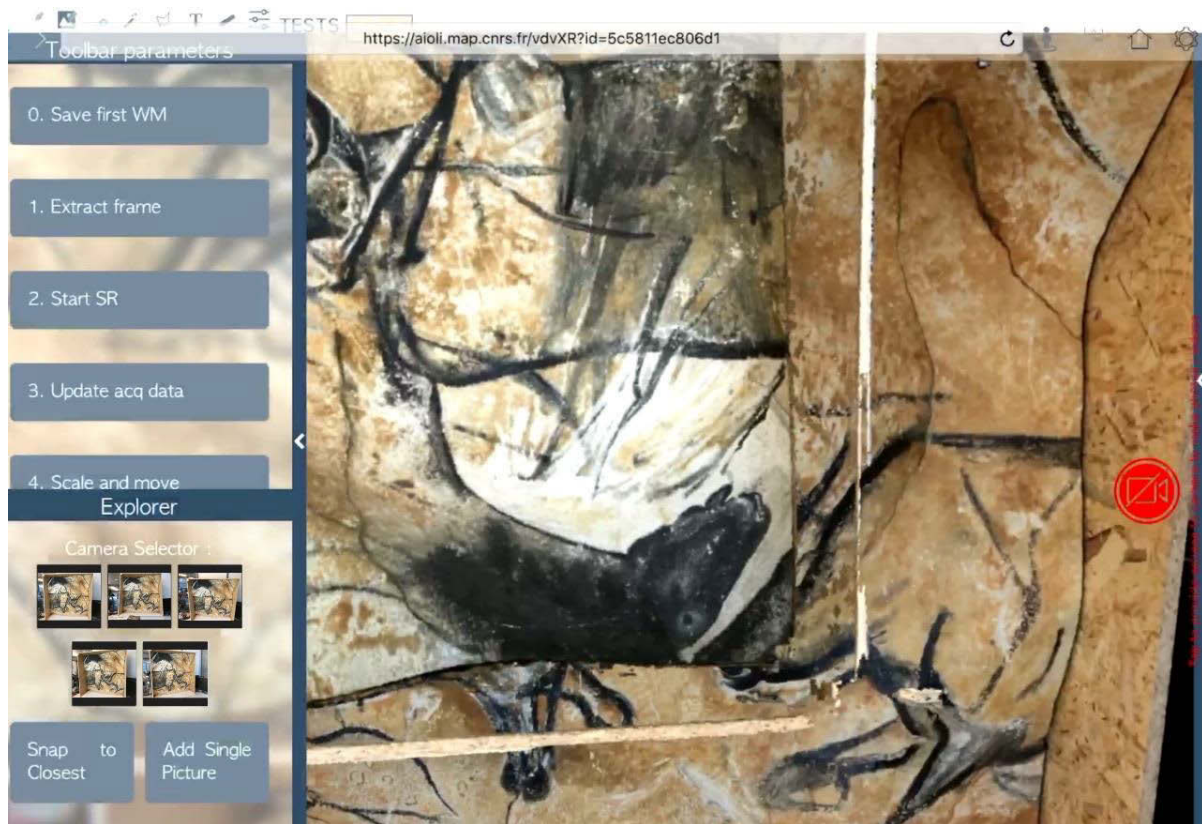 T
TESTS
https://aioli.map.cnrs.fr/vdvXR?id=5c5811ec806d1
Toolbar parameters
0. Save first WM
1. Extract frame
2. Start SR
3. Update acq data
4. Scale and move
Explorer
Camera Selector :
Snap to
Closest
Add Single
Picture